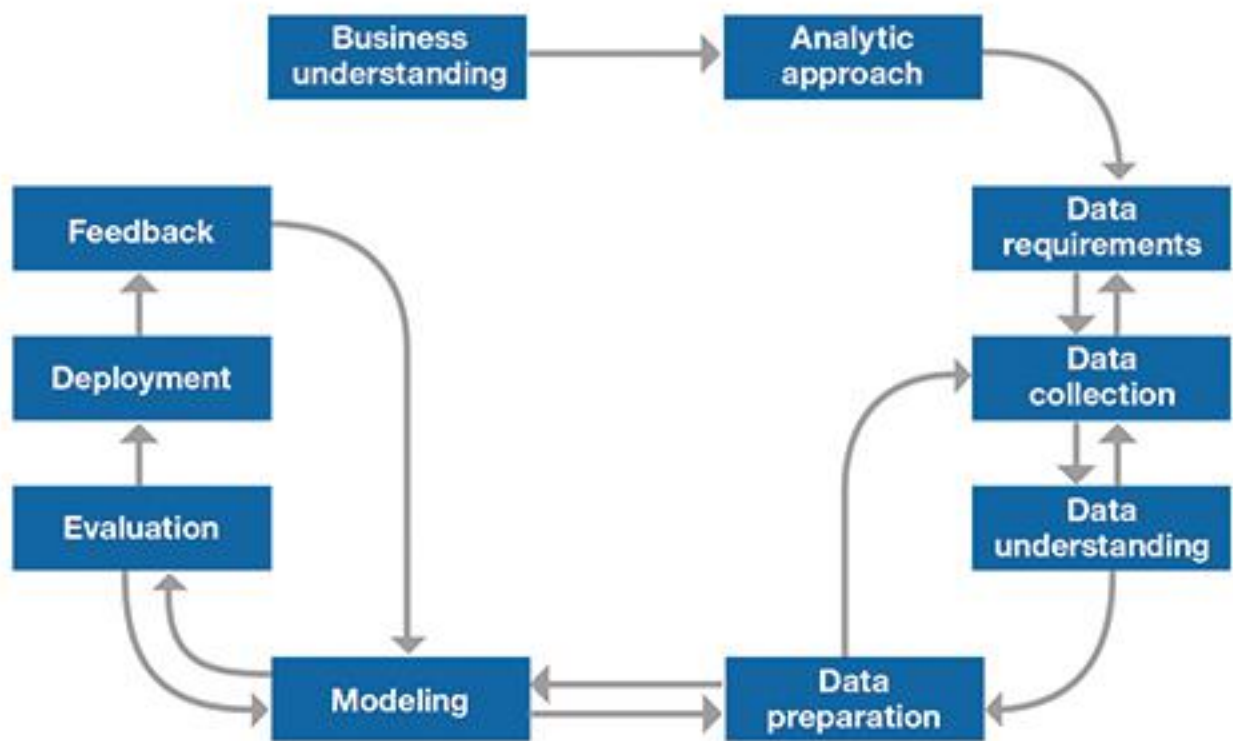 Business
understanding
Analytic
approach
Data
requirements
Data
collection
Data
understanding
Data
preparation
Modeling
Evaluation
Deployment
Feedback